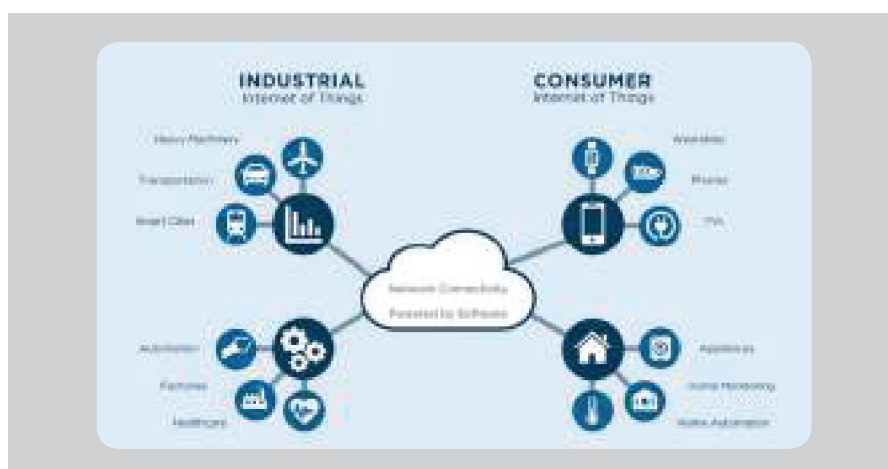 INDUSTRIAL
Internet of Things
Heavy Machinery
Transportation
Smart Cities
Automation
Factories
Healthcare
CONSUMER
Internet of Things
Wearables
Phones
Network Connectivity
Powered by Software
Appliances
Home Monitoring
Home Automation